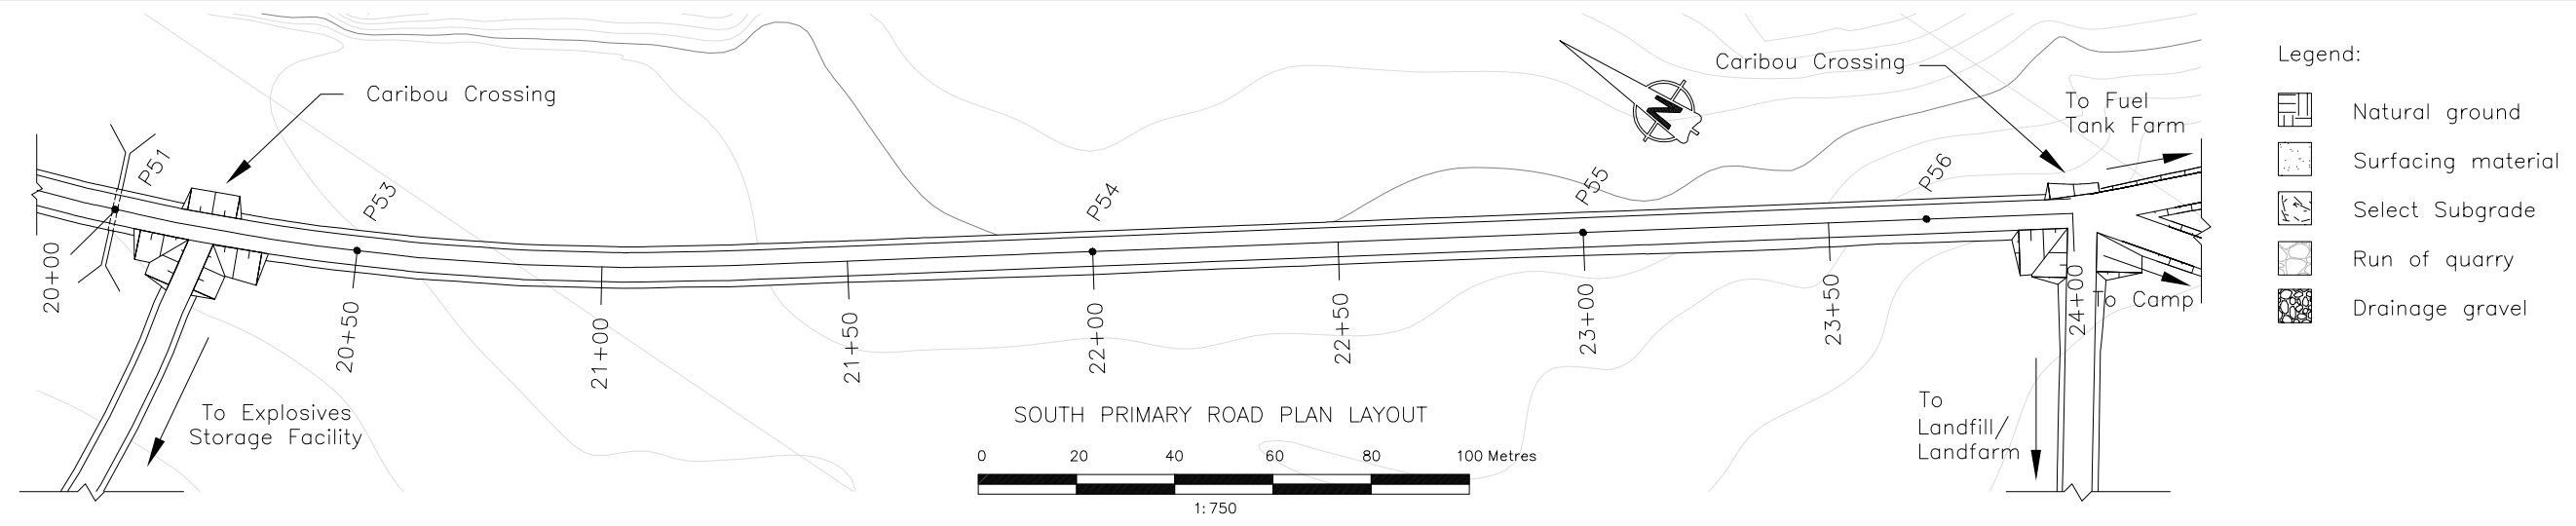 Caribou Crossing
Caribou Crossing
Legend:
To Fuel
Tank Farm
Natural ground
Surfacing material
Select Subgrade
Run of quarry
Drainage gravel
N
P51
P53
P54
P55
P56
20+00
20+50
21+00
21+50
22+00
22+50
23+00
23+50
24+00
To Camp
To Explosives
Storage Facility
To
Landfill/
Landfarm
SOUTH PRIMARY ROAD PLAN LAYOUT
0 20 40 60 80 100 Metres
1:750